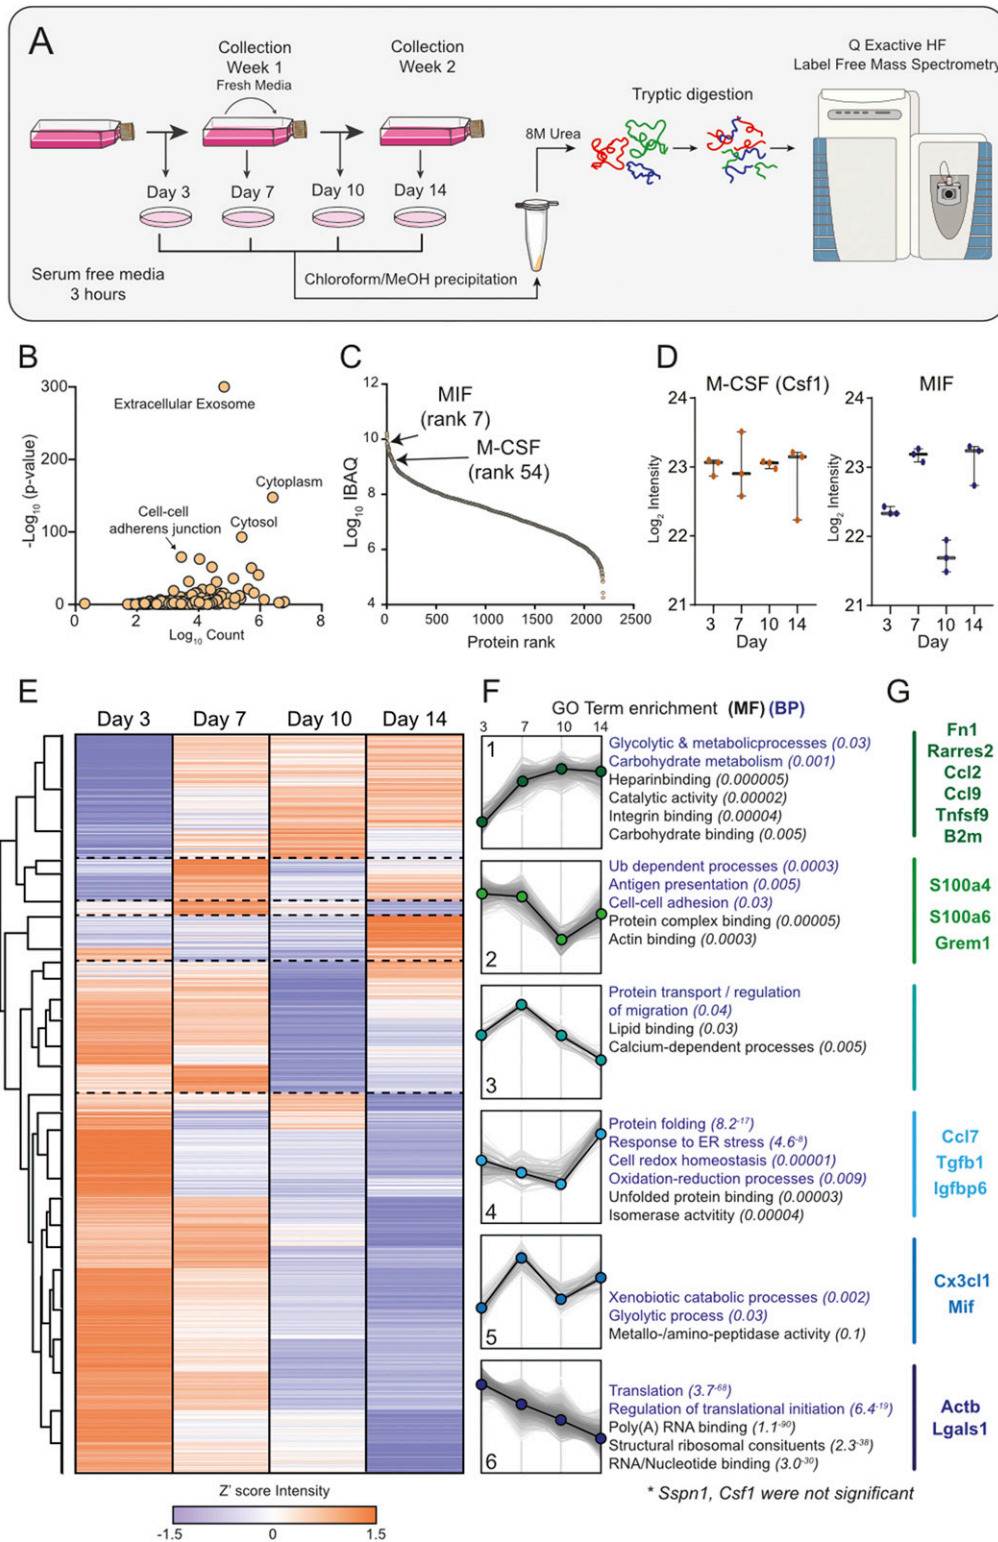 A
Collection
Week 1
Fresh Media
Collection
Week 2
Q Exactive HF
Label Free Mass Spectrometry
Tryptic digestion
8M Urea
Day 3
Day 7
Day 10
Day 14
Serum free media
3 hours
Chloroform/MeOH precipitation
B
300
200
100
0
-Log10 (p-value)
Extracellular Exosome
Cytoplasm
Cell-cell
adherens junction
Cytosol
0 2 4 6 8
Log10 Count
C
12
10
8
6
4
Log10 IBAQ
MIF
(rank 7)
M-CSF
(rank 54)
0 500 1000 1500 2000 2500
Protein rank
D
M-CSF (Csf1)
24
23
22
21
Log2 Intensity
3 7 10 14
MIF
24
23
22
21
Log2 Intensity
3 7 10 14
Day
Day
E
Day 3 Day 7 Day 10 Day 14
Z' score Intensity
-1.5 0 1.5
F
GO Term enrichment (MF) (BP)
3 7 10 14
1
Glycolytic & metabolicprocesses (0.03)
Carbohydrate metabolism (0.001)
Heparinbinding (0.000005)
Catalytic activity (0.00002)
Integrin binding (0.00004)
Carbohydrate binding (0.005)
2
Ub dependent processes (0.0003)
Antigen presentation (0.005)
Cell-cell adhesion (0.03)
Protein complex binding (0.00005)
Actin binding (0.0003)
3
Protein transport / regulation
of migration (0.04)
Lipid binding (0.03)
Calcium-dependent processes (0.005)
4
Protein folding (8.2-17)
Response to ER stress (4.6-8)
Cell redox homeostasis (0.00001)
Oxidation-reduction processes (0.009)
Unfolded protein binding (0.00003)
Isomerase actvitity (0.00004)
5
Xenobiotic catabolic processes (0.002)
Glyolytic process (0.03)
Metallo-/amino-peptidase activity (0.1)
6
Translation (3.7-68)
Regulation of translational initiation (6.4-19)
Poly(A) RNA binding (1.1-90)
Structural ribosomal consituents (2.3-38)
RNA/Nucleotide binding (3.0-30)
G
Fn1
Rarres2
Ccl2
Ccl9
Tnfsf9
B2m
S100a4
S100a6
Grem1
Ccl7
Tgfb1
Igfbp6
Cx3cl1
Mif
Actb
Lgals1
* Sspn1, Csf1 were not significant